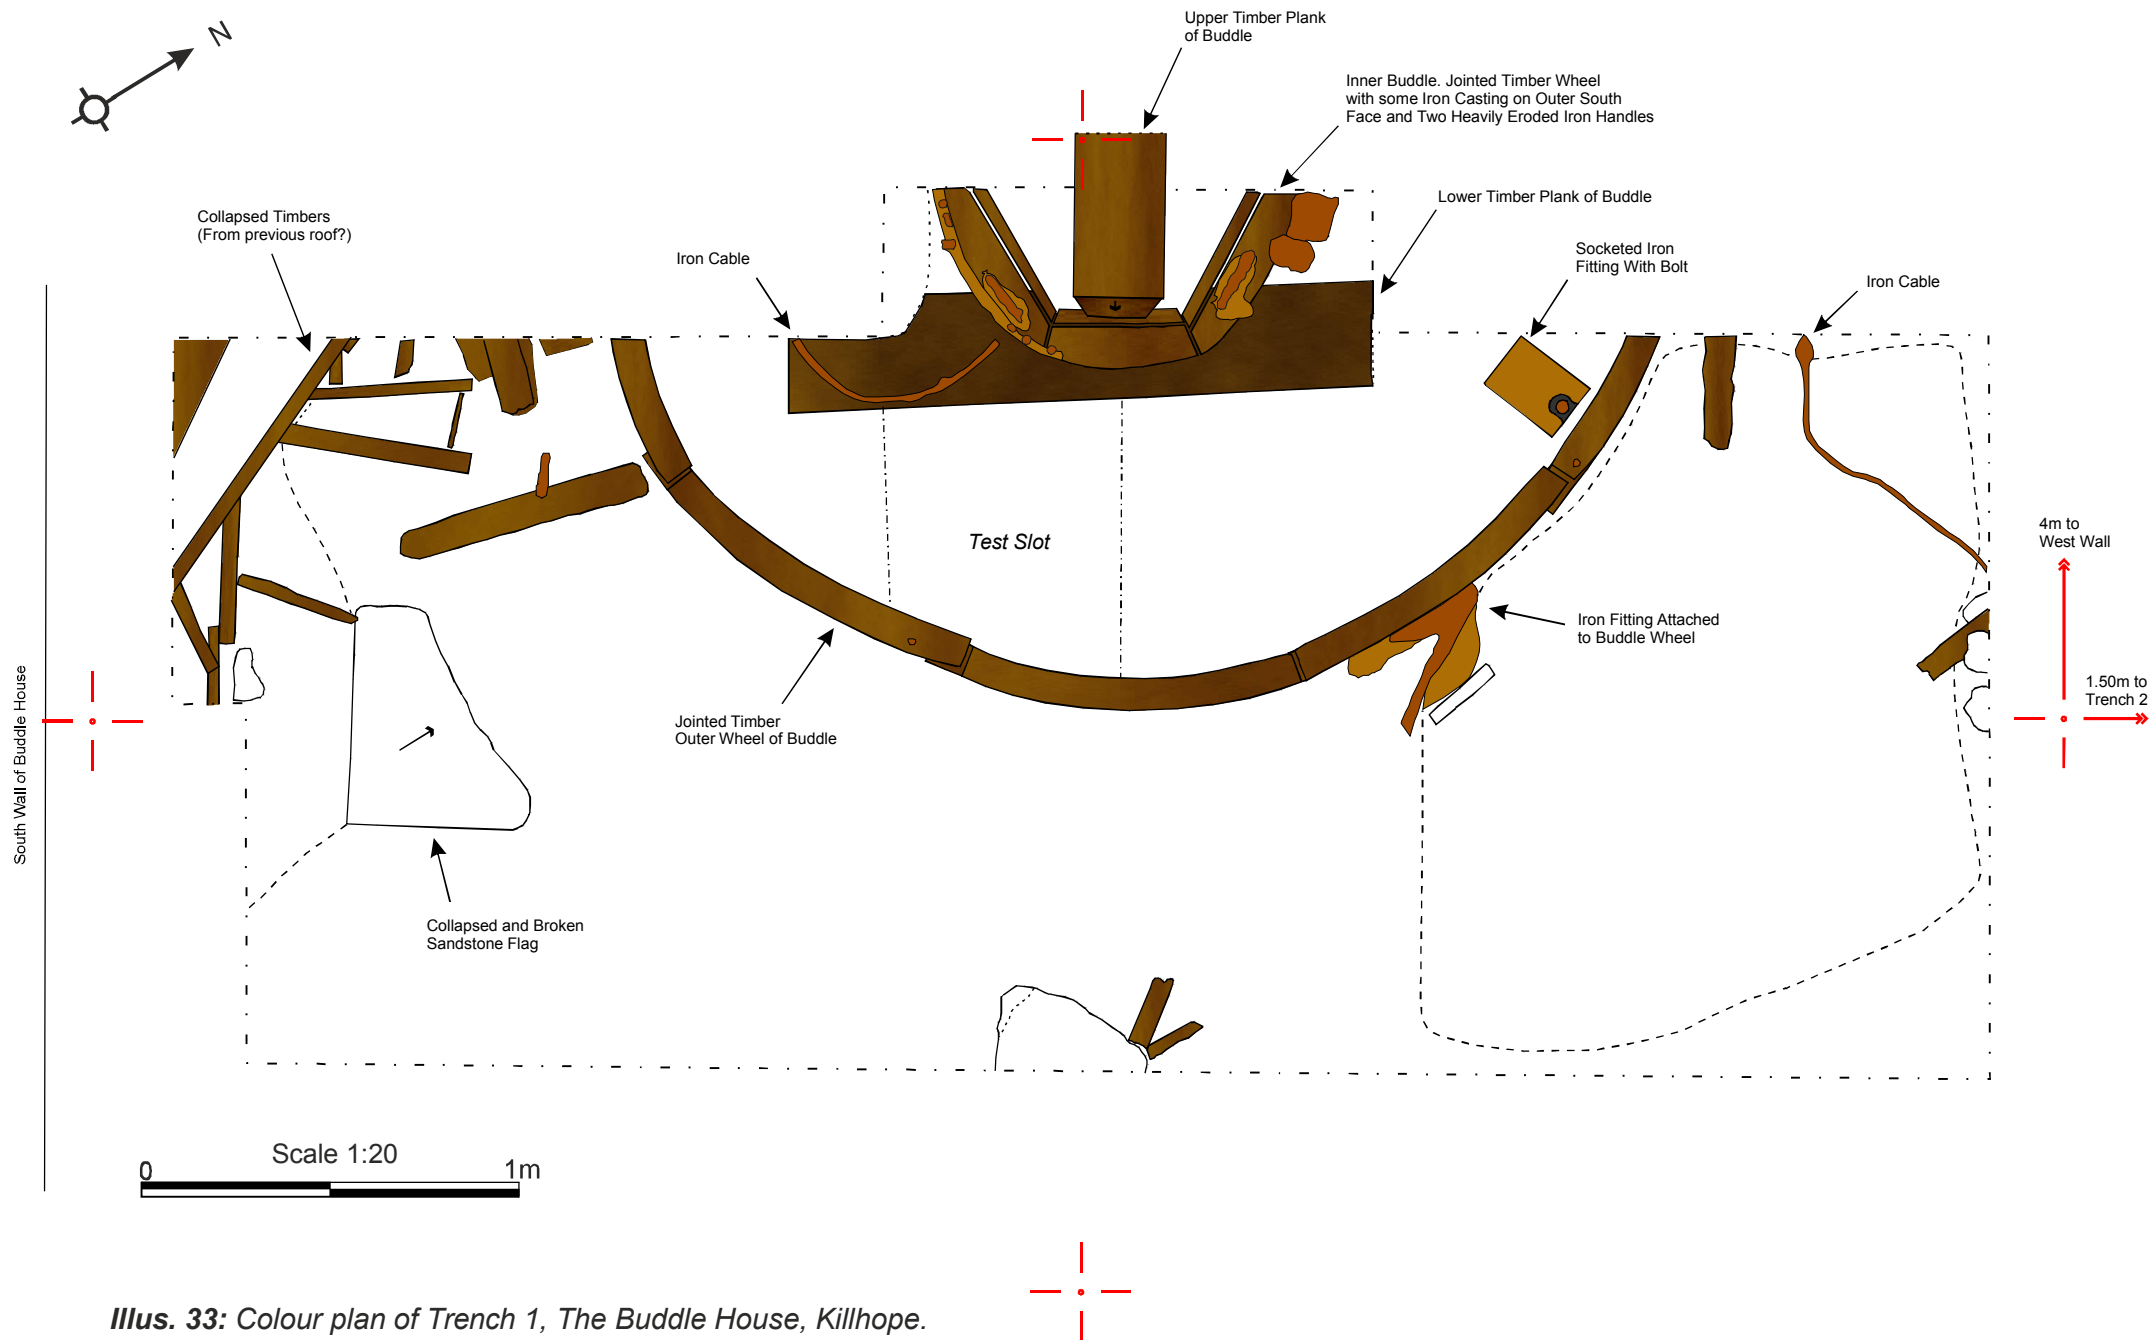 N
Upper Timber Plank
of Buddle
Inner Buddle. Jointed Timber Wheel
with some Iron Casting on Outer South
Face and Two Heavily Eroded Iron Handles
Lower Timber Plank of Buddle
Collapsed Timbers
(From previous roof?)
Iron Cable
Socketed Iron
Fitting With Bolt
Iron Cable
Test Slot
4m to
West Wall
Iron Fitting Attached
to Buddle Wheel
1.50m to
Trench 2
South Wall of Buddle House
Jointed Timber
Outer Wheel of Buddle
Collapsed and Broken
Sandstone Flag
Scale 1:20
0 1m
Illus. 33: Colour plan of Trench 1, The Buddle House, Killhope.